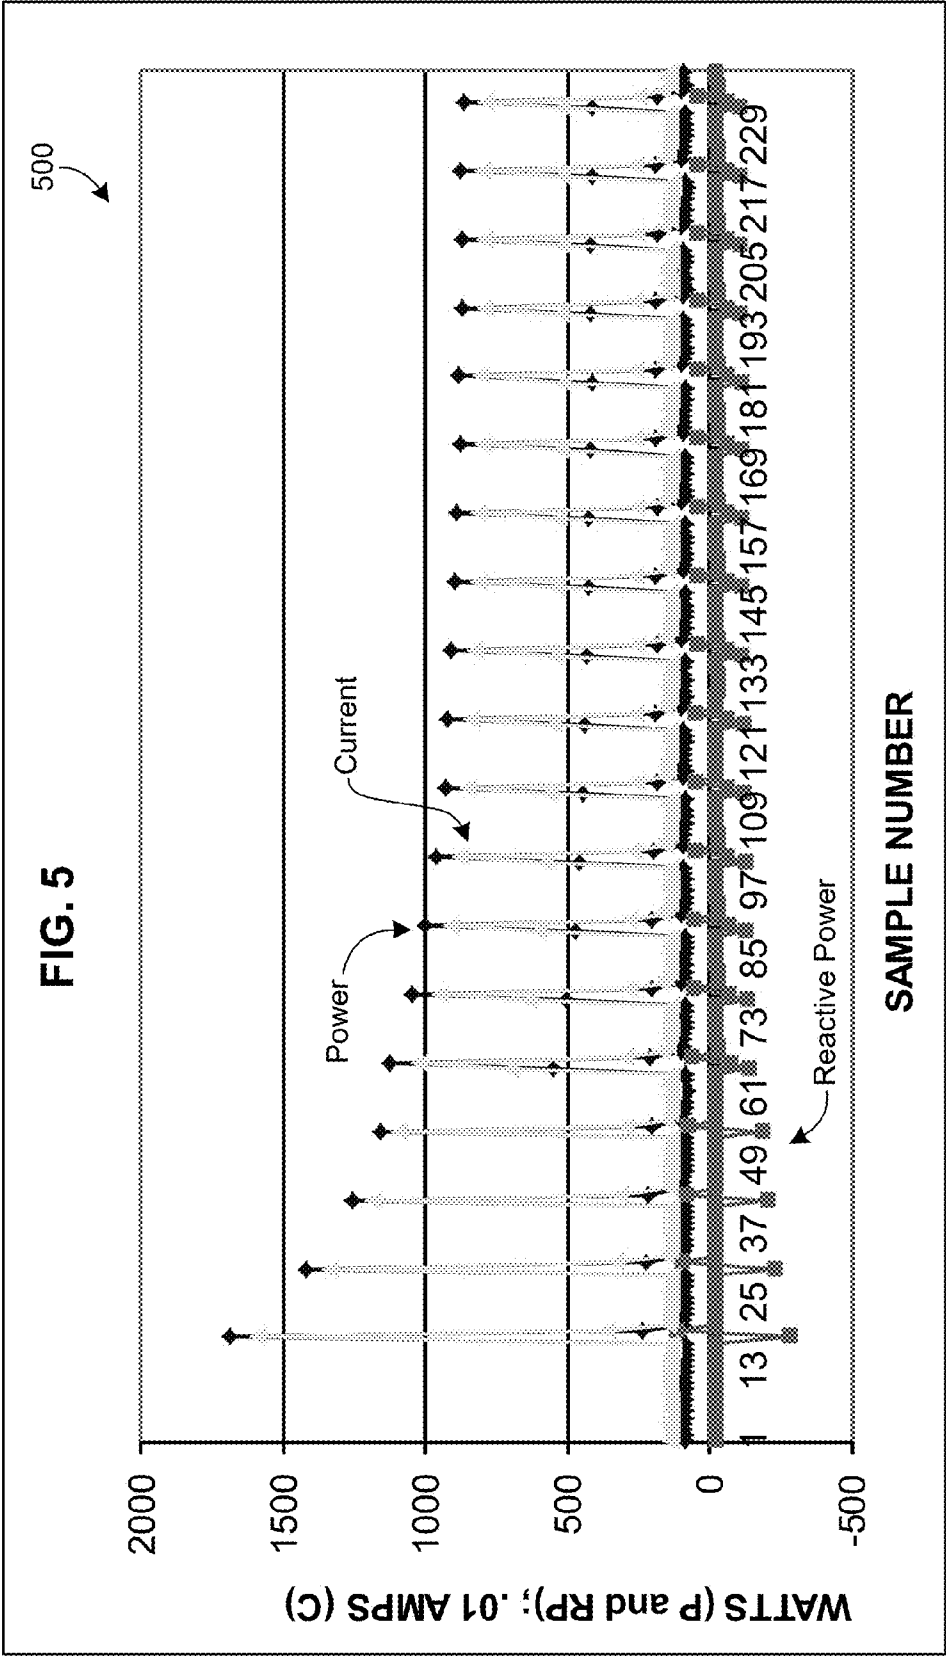 FIG. 5
500
Power
Current
Reactive Power
2000
1500
1000
500
0
-500
WATTS (P and RP); .01 AMPS (C)
1 13 25 37 49 61 73 85 97 109 121 133 145 157 169 181 193 205 217 229
SAMPLE NUMBER